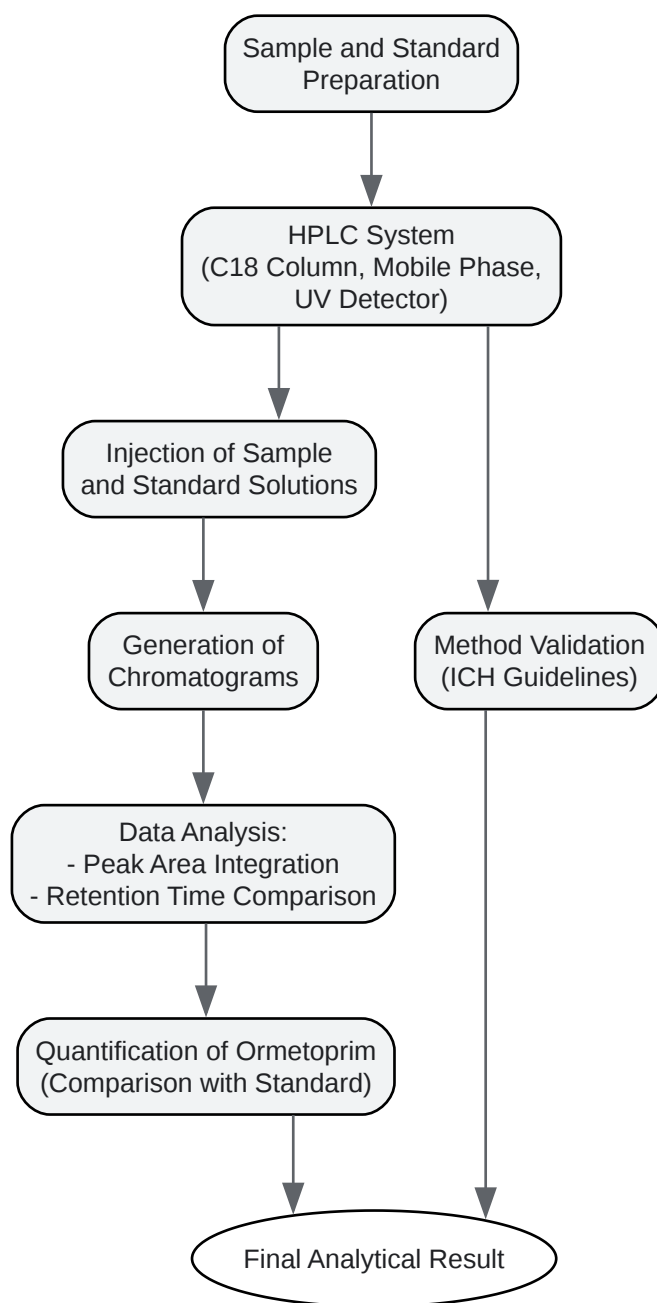 Sample and Standard
Preparation
HPLC System
(C18 Column, Mobile Phase,
UV Detector)
Injection of Sample
and Standard Solutions
Generation of
Chromatograms
Method Validation
(ICH Guidelines)
Data Analysis:
- Peak Area Integration
- Retention Time Comparison
Quantification of Ormetoprim
(Comparison with Standard)
Final Analytical Result